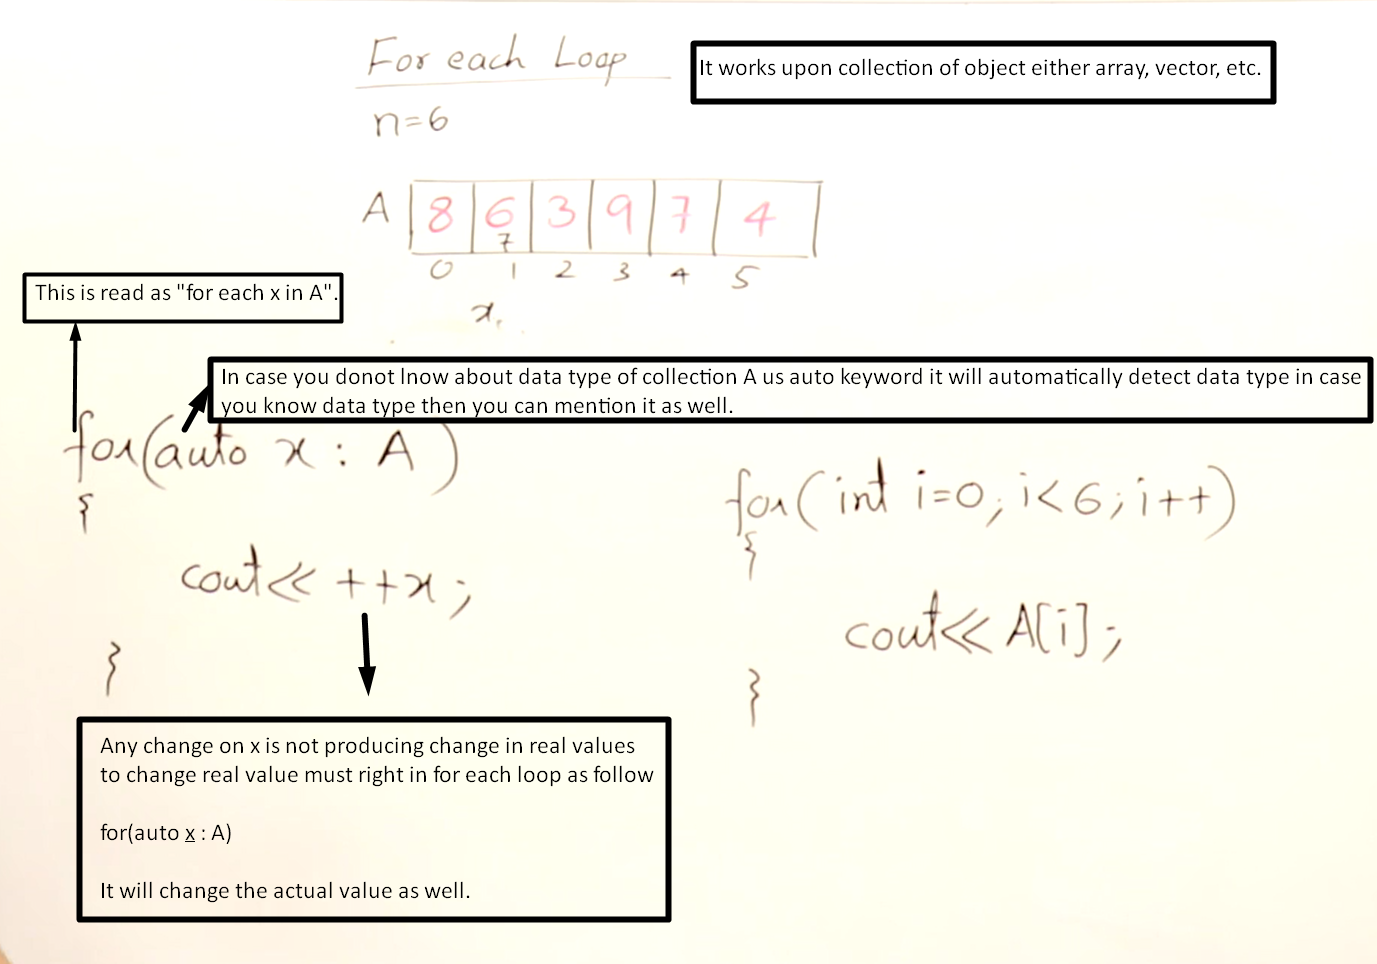 For each Loop
It works upon collection of object either array, vector, etc.
n=6
A 8 6 3 9 7 4
7
0 1 2 3 4 5
x
This is read as "for each x in A".
In case you donot lnow about data type of collection A us auto keyword it will automatically detect data type in case
you know data type then you can mention it as well.
for(auto x : A)
{
cout<< ++x;
}
for(int i=0; i<6; i++)
{
cout<< A[i];
}
Any change on x is not producing change in real values
to change real value must right in for each loop as follow
for(auto x : A)
It will change the actual value as well.